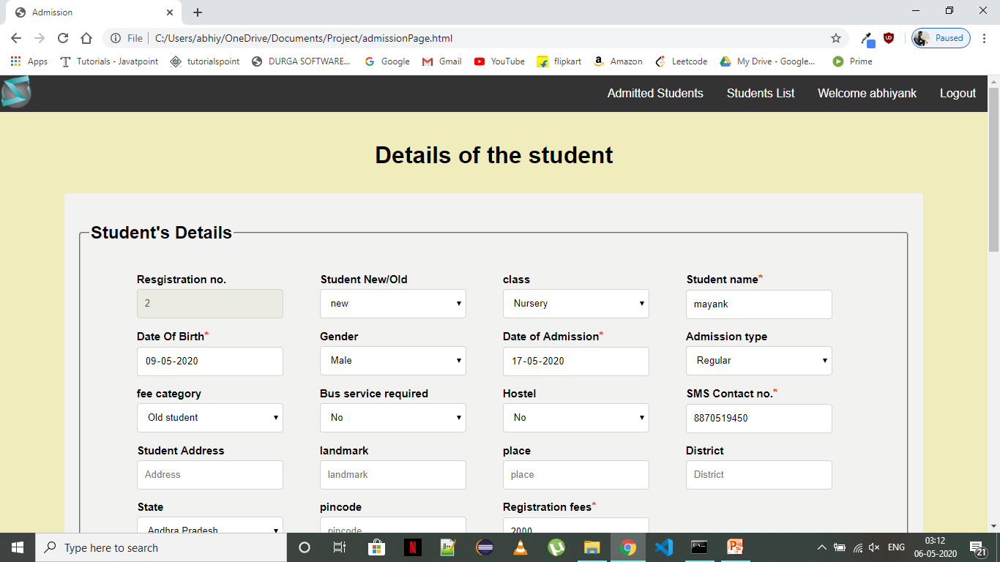 Admission
File C:/Users/abhiy/OneDrive/Documents/Project/admissionPage.html Paused
Apps Tutorials - Javatpoint tutorialspoint DURGA SOFTWARE... Google Gmail YouTube flipkart Amazon Leetcode My Drive - Google... Prime
Admitted Students Students List Welcome abhiyank Logout
Details of the student
Student's Details
Resgistration no. Student New/Old class Student name*
2 new Nursery mayank
Date Of Birth* Gender Date of Admission* Admission type
09-05-2020 Male 17-05-2020 Regular
fee category Bus service required Hostel SMS Contact no.*
Old student No No 8870519450
Student Address landmark place District
Address landmark place District
State pincode Registration fees*
Andhra Pradesh pincode 2000
Type here to search ENG 03:12
06-05-2020 21